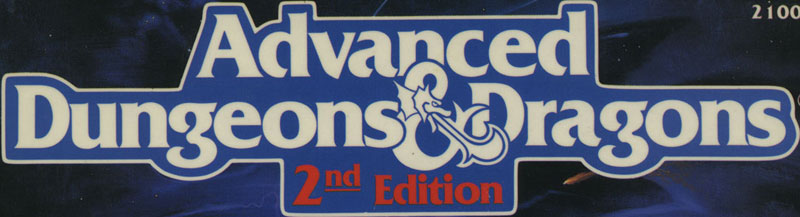 2100
Advanced
Dungeons & Dragons
2nd Edition